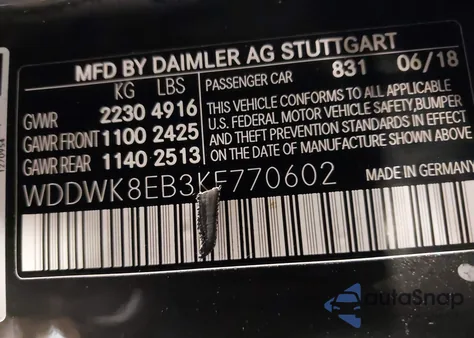 MFD BY DAIMLER AG STUTTGART
KG LBS
GVWR 2230 4916
GAWR FRONT 1100 2425
GAWR REAR 1140 2513
PASSENGER CAR 831 06/18
THIS VEHICLE CONFORMS TO ALL APPLICABLE
U.S. FEDERAL MOTOR VEHICLE SAFETY, BUMPER
AND THEFT PREVENTION STANDARDS IN EFFECT
ON THE DATE OF MANUFACTURE SHOWN ABOVE
WDDWK8EB3KF770602
MADE IN GERMANY
autaSnap